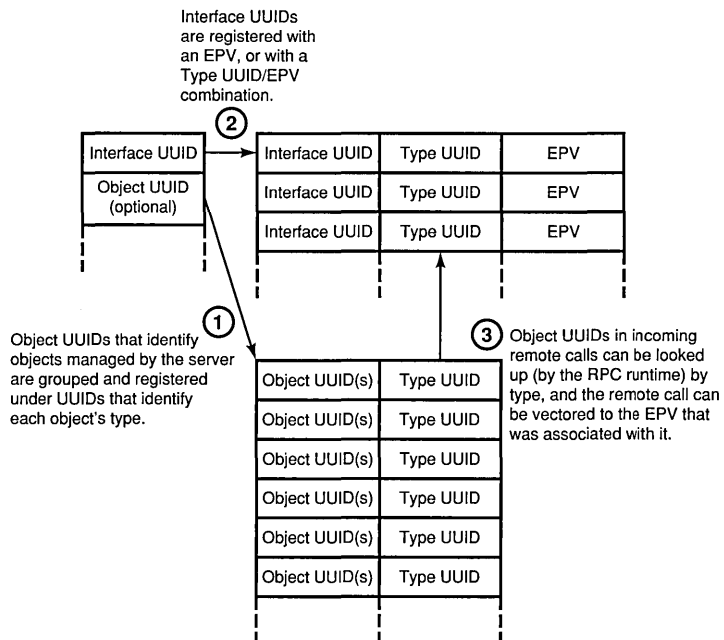 Interface UUIDs
are registered with
an EPV, or with a
Type UUID/EPV
combination.
2
Interface UUID
Object UUID
(optional)
Interface UUID Type UUID EPV
Interface UUID Type UUID EPV
Interface UUID Type UUID EPV
1
Object UUIDs that identify
objects managed by the server
are grouped and registered
under UUIDs that identify
each object's type.
3
Object UUIDs in incoming
remote calls can be looked
up (by the RPC runtime) by
type, and the remote call can
be vectored to the EPV that
was associated with it.
Object UUID(s) Type UUID
Object UUID(s) Type UUID
Object UUID(s) Type UUID
Object UUID(s) Type UUID
Object UUID(s) Type UUID
Object UUID(s) Type UUID